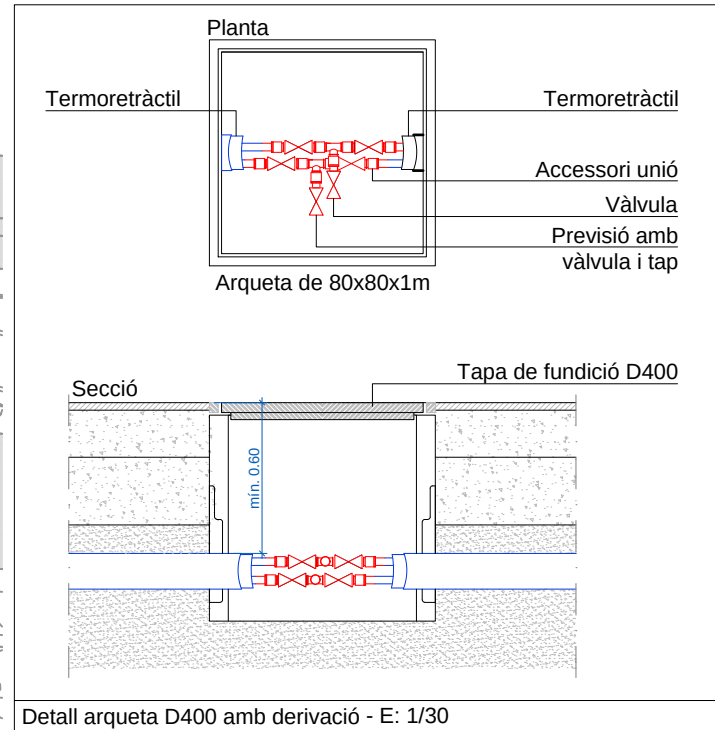 Planta
Termoretràctil
Termoretràctil
Accessori unió
Vàlvula
Previsió amb
vàlvula i tap
Arqueta de 80x80x1m
Secció
Tapa de fundició D400
mín. 0.60
Detall arqueta D400 amb derivació - E: 1/30